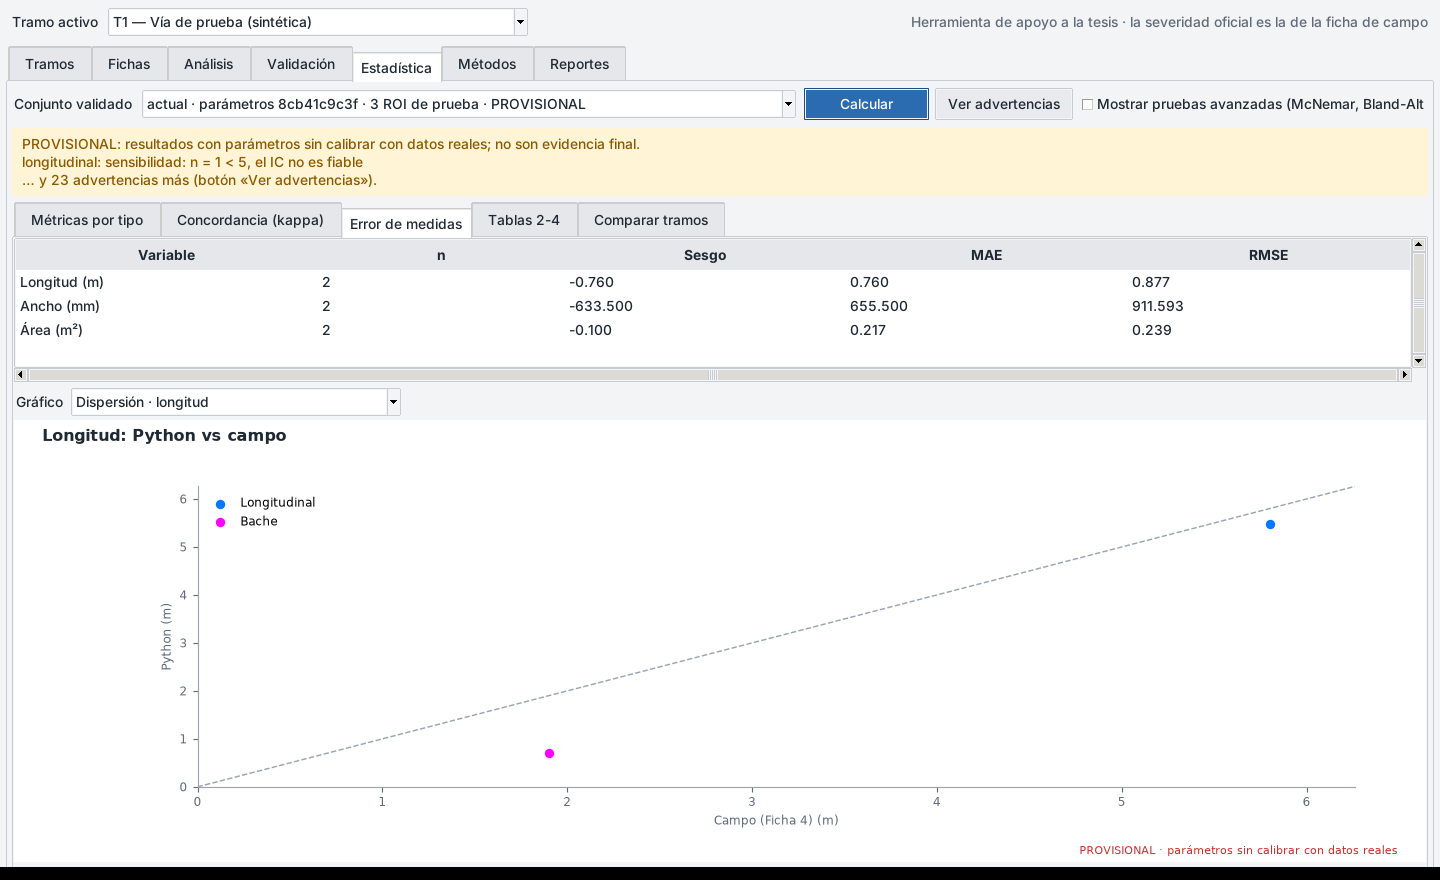 Tramo activo T1 — Vía de prueba (sintética) Herramienta de apoyo a la tesis · la severidad oficial es la de la ficha de campo
Tramos Fichas Análisis Validación Estadística Métodos Reportes
Conjunto validado actual · parámetros 8cb41c9c3f · 3 ROI de prueba · PROVISIONAL Calcular Ver advertencias Mostrar pruebas avanzadas (McNemar, Bland-Alt
PROVISIONAL: resultados con parámetros sin calibrar con datos reales; no son evidencia final.
longitudinal: sensibilidad: n = 1 < 5, el IC no es fiable
... y 23 advertencias más (botón «Ver advertencias»).
Métricas por tipo Concordancia (kappa) Error de medidas Tablas 2-4 Comparar tramos
Variable n Sesgo MAE RMSE
Longitud (m) 2 -0.760 0.760 0.877
Ancho (mm) 2 -633.500 655.500 911.593
Área (m²) 2 -0.100 0.217 0.239
Gráfico Dispersión · longitud
Longitud: Python vs campo
Longitudinal
Bache
6
5
4
3
2
1
0
Python (m)
0 1 2 3 4 5 6
Campo (Ficha 4) (m)
PROVISIONAL · parámetros sin calibrar con datos reales